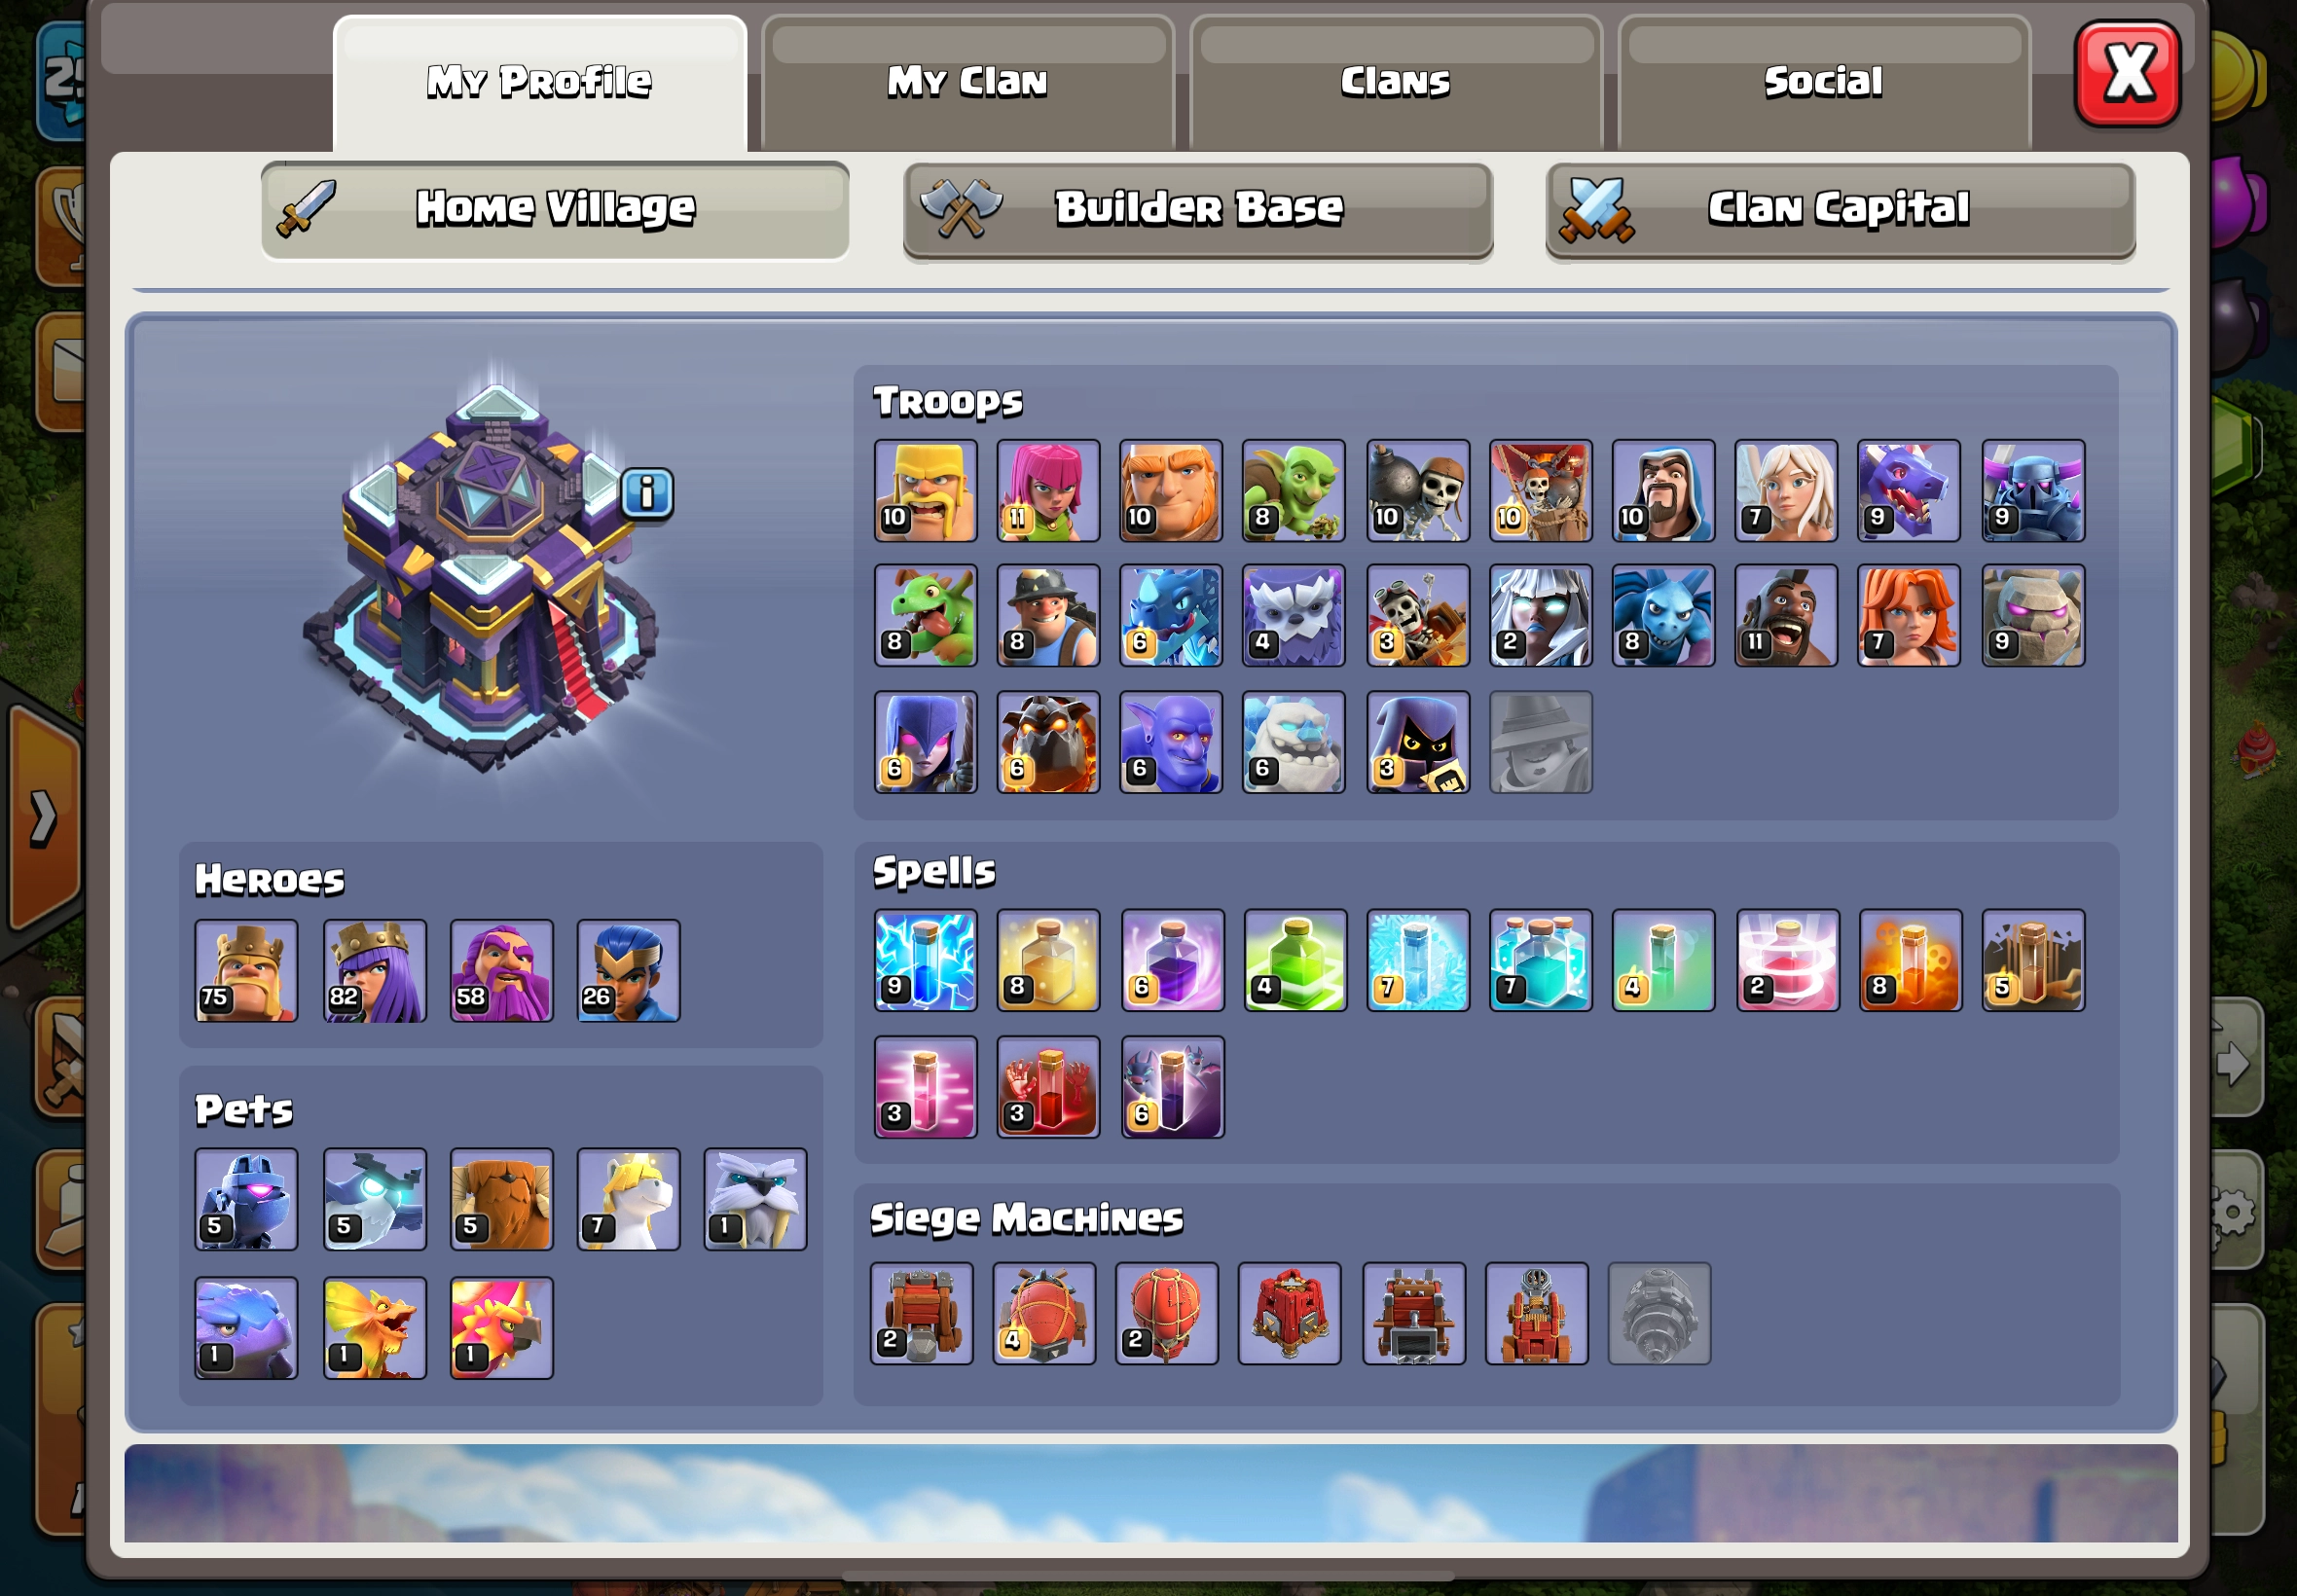 My Profile
My Clan
Clans
Social
X
Home Village
Builder Base
Clan Capital
Troops
10 11 10 8 10 10 10 7 9 9
8 8 6 4 3 2 8 11 7 9
6 6 6 6 3
Heroes
75 82 58 26
Spells
9 8 6 4 7 7 4 2 8 5
3 3 6
Pets
5 5 5 7 1
1 1 1
Siege Machines
2 4 2